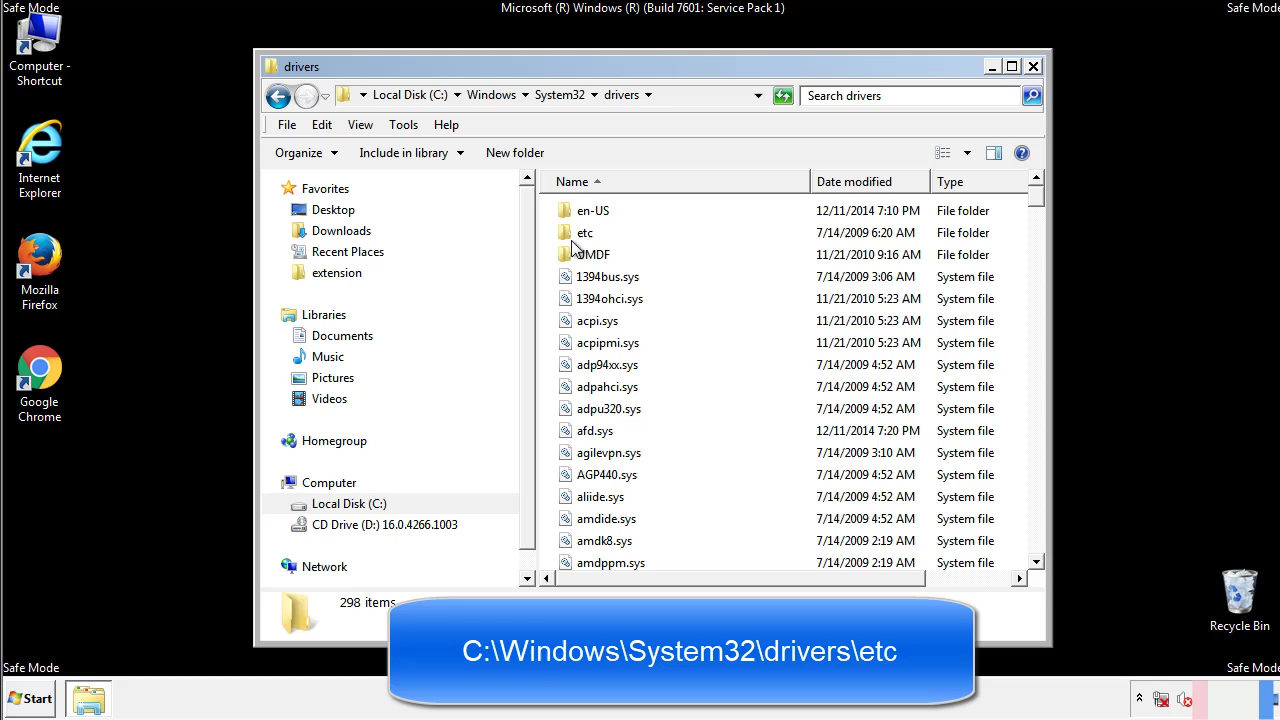 Safe Mode
Microsoft (R) Windows (R) (Build 7601: Service Pack 1)
Safe Mode
Computer -
Shortcut
Internet
Explorer
Mozilla
Firefox
Google
Chrome
drivers
Local Disk (C:) Windows System32 drivers
Search drivers
File Edit View Tools Help
Organize Include in library New folder
Favorites
Desktop
Downloads
Recent Places
extension
Libraries
Documents
Music
Pictures
Videos
Homegroup
Computer
Local Disk (C:)
CD Drive (D:) 16.0.4266.1003
Network
Name Date modified Type
en-US 12/11/2014 7:10 PM File folder
etc 7/14/2009 6:20 AM File folder
UMDF 11/21/2010 9:16 AM File folder
1394bus.sys 7/14/2009 3:06 AM System file
1394ohci.sys 11/21/2010 5:23 AM System file
acpi.sys 11/21/2010 5:23 AM System file
acpipmi.sys 11/21/2010 5:23 AM System file
adp94xx.sys 7/14/2009 4:52 AM System file
adpahci.sys 7/14/2009 4:52 AM System file
adpu320.sys 7/14/2009 4:52 AM System file
afd.sys 12/11/2014 7:20 PM System file
agilevpn.sys 7/14/2009 3:10 AM System file
AGP440.sys 7/14/2009 4:52 AM System file
aliide.sys 7/14/2009 4:52 AM System file
amdide.sys 7/14/2009 4:52 AM System file
amdk8.sys 7/14/2009 2:19 AM System file
amdppm.sys 7/14/2009 2:19 AM System file
298 items
C:\Windows\System32\drivers\etc
Recycle Bin
Safe Mode
Safe Mode
Start